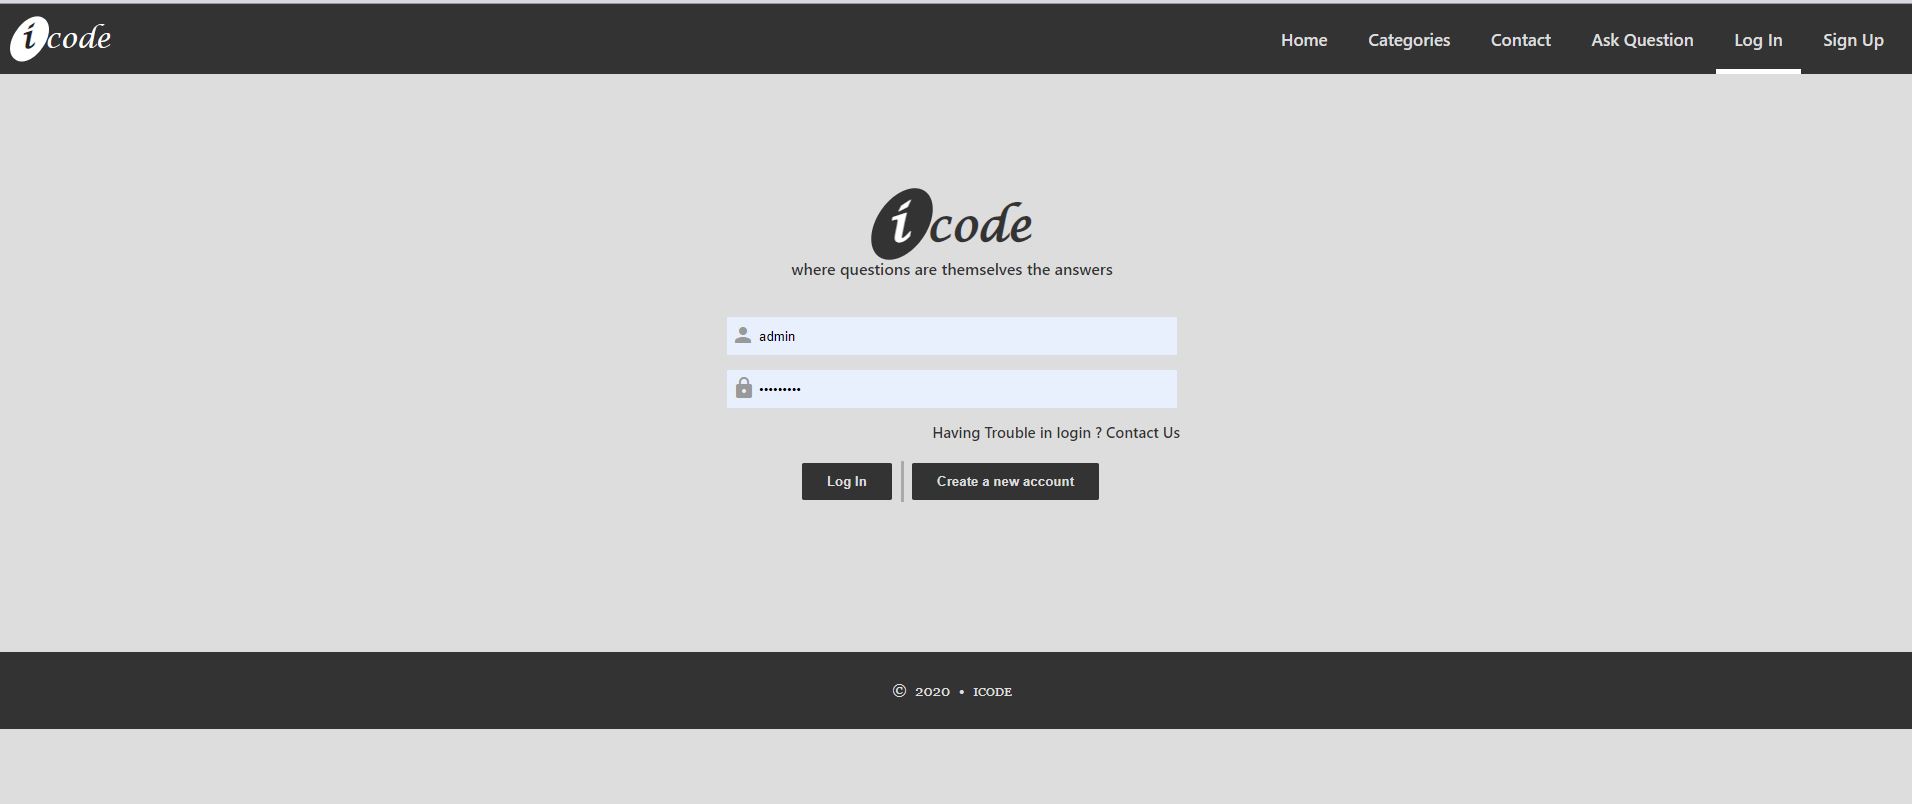 icode
Home Categories Contact Ask Question Log In Sign Up
icode
where questions are themselves the answers
admin
•••••••••
Having Trouble in login ? Contact Us
Log In Create a new account
© 2020 • ICODE